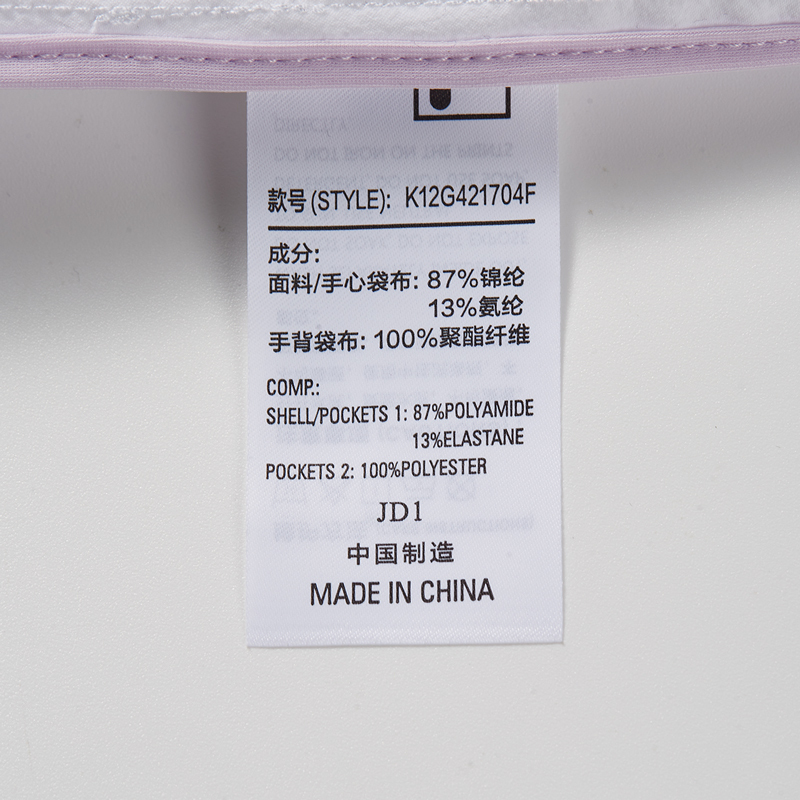 款号(STYLE): K12G421704F
成分:
面料/手心袋布: 87%锦纶
13%氨纶
手背袋布: 100%聚酯纤维
COMP.:
SHELL/POCKETS 1: 87%POLYAMIDE
13%ELASTANE
POCKETS 2: 100%POLYESTER
JD1
中国制造
MADE IN CHINA